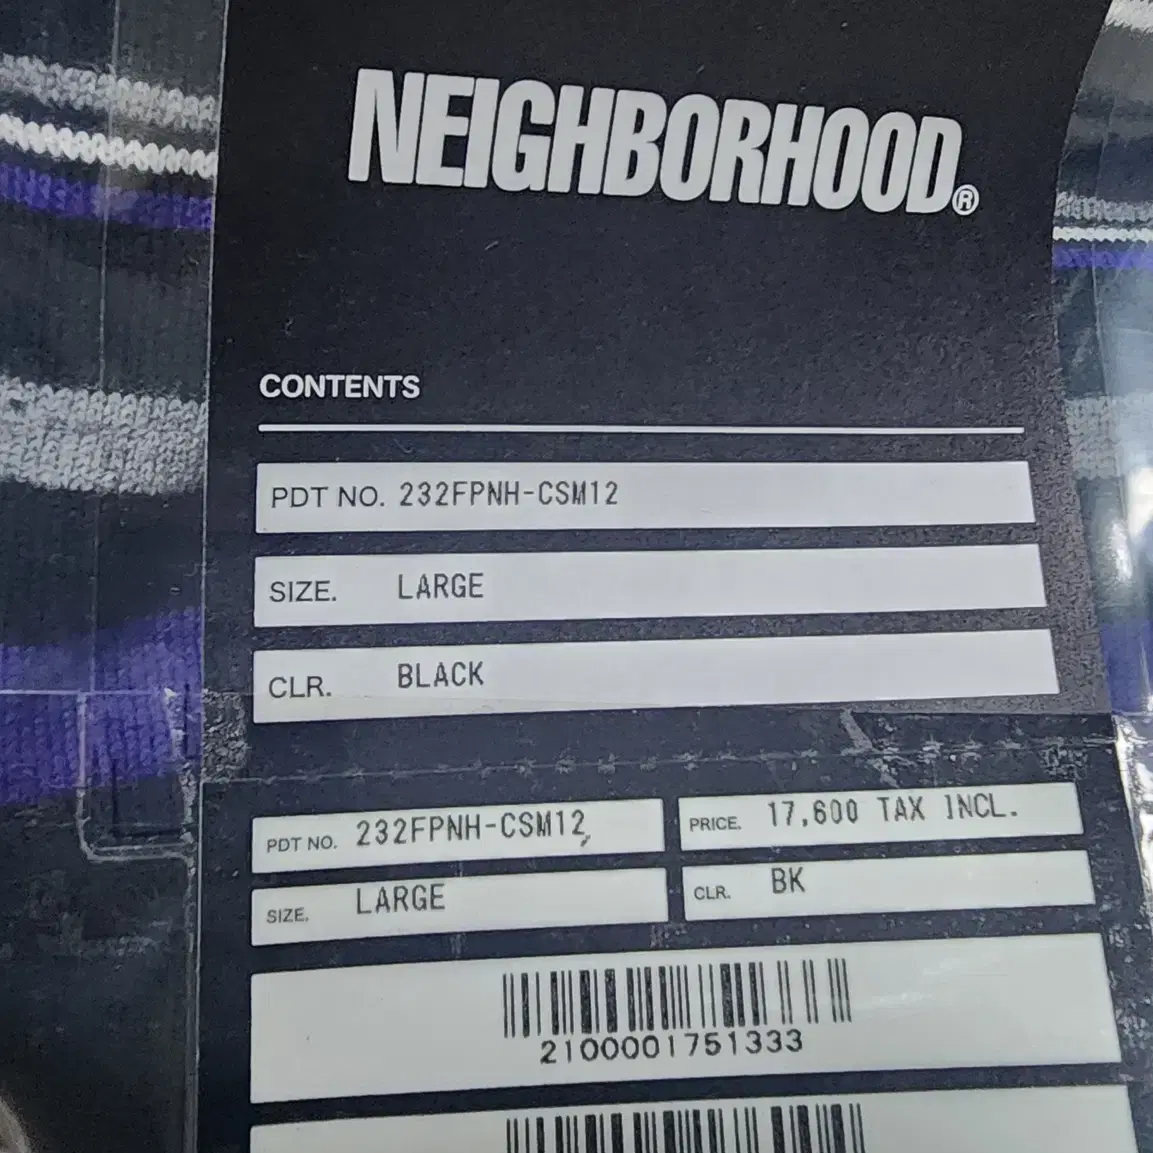 NEIGHBORHOOD®
CONTENTS
PDT NO. 232FPNH-CSM12
SIZE. LARGE
CLR. BLACK
PDT NO. 232FPNH-CSM12
PRICE. 17,600 TAX INCL.
SIZE. LARGE
CLR. BK
2100001751333